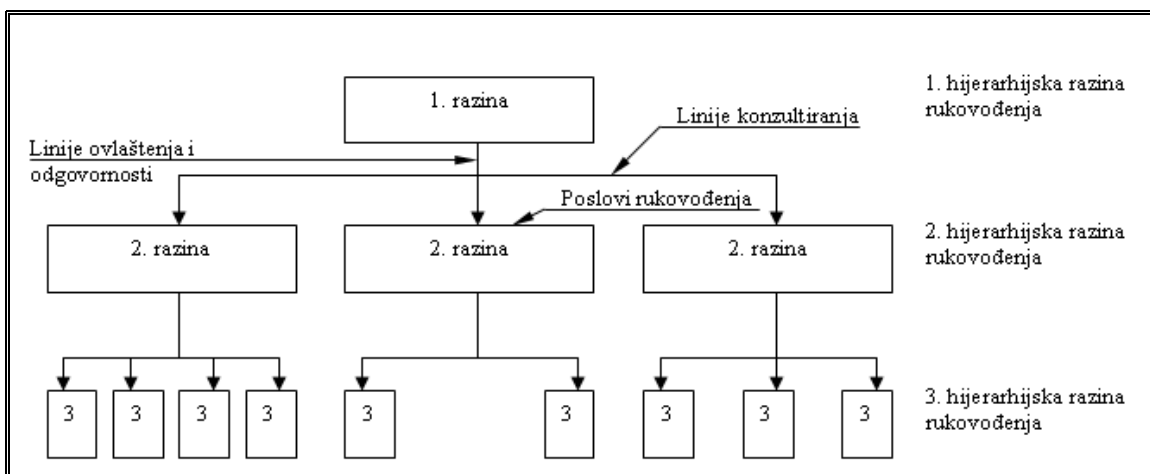 1. hijerarhijska razina
rukovođenja
1. razina
Linije konzultiranja
Linije ovlaštenja i
odgovornosti
Poslovi rukovođenja
2. razina
2. razina
2. razina
2. hijerarhijska razina
rukovođenja
3
3
3
3
3
3
3
3
3
3. hijerarhijska razina
rukovođenja